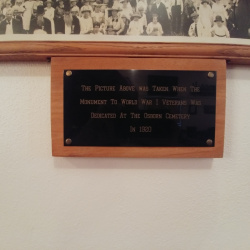 The Picture Above Was Taken When The
Monument To World War I Veterans Was
Dedicated At The Osborn Cemetery
In 1920